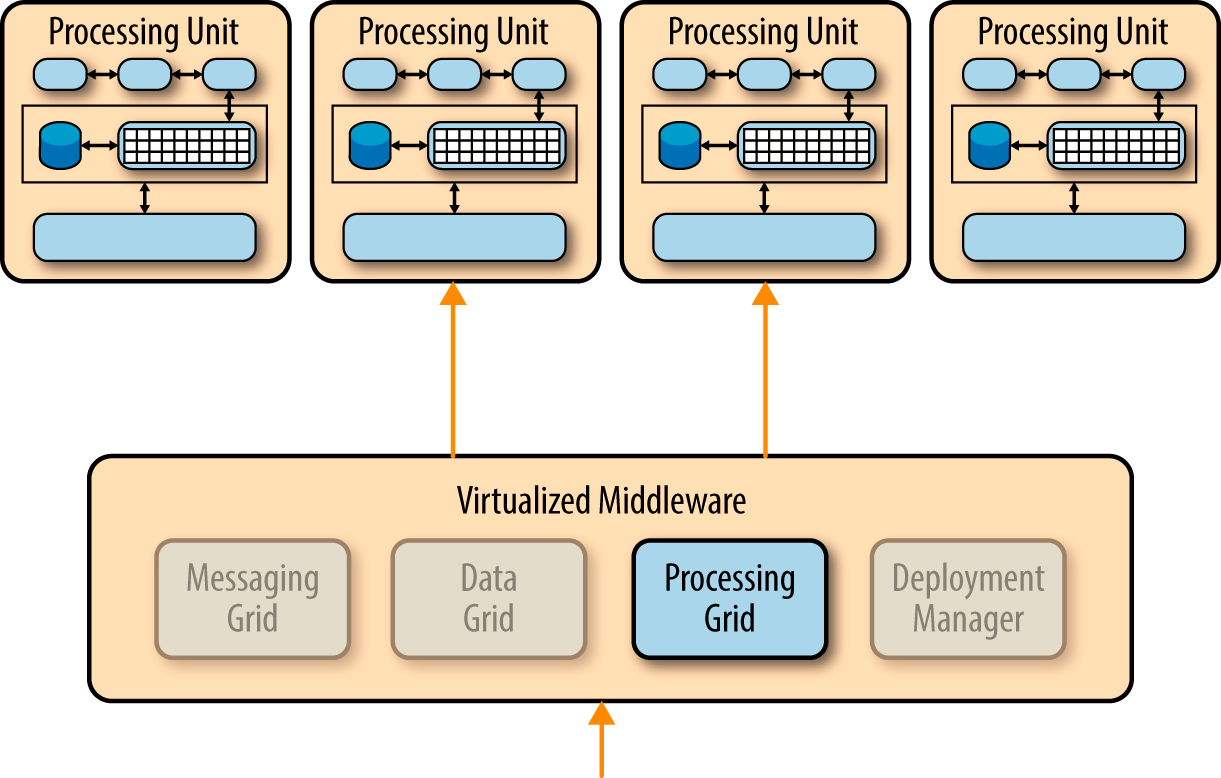 Processing Unit
Processing Unit
Processing Unit
Processing Unit
Virtualized Middleware
Messaging
Grid
Data
Grid
Processing
Grid
Deployment
Manager